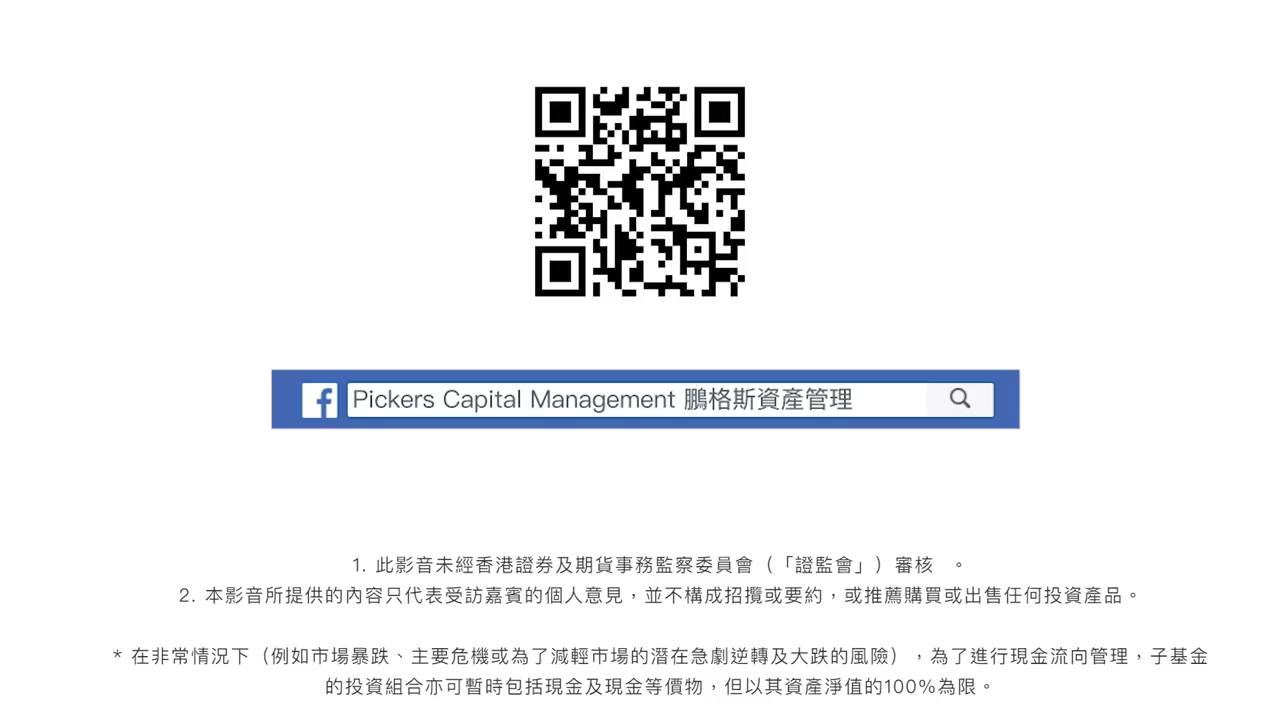 Pickers Capital Management 鵬格斯資產管理
1. 此影音未經香港證券及期貨事務監察委員會（「證監會」）審核 。
2. 本影音所提供的內容只代表受訪嘉賓的個人意見，並不構成招攬或要約，或推薦購買或出售任何投資產品。
* 在非常情況下（例如市場暴跌、主要危機或為了減輕市場的潛在急劇逆轉及大跌的風險），為了進行現金流向管理，子基金
的投資組合亦可暫時包括現金及現金等價物，但以其資產淨值的100%為限。